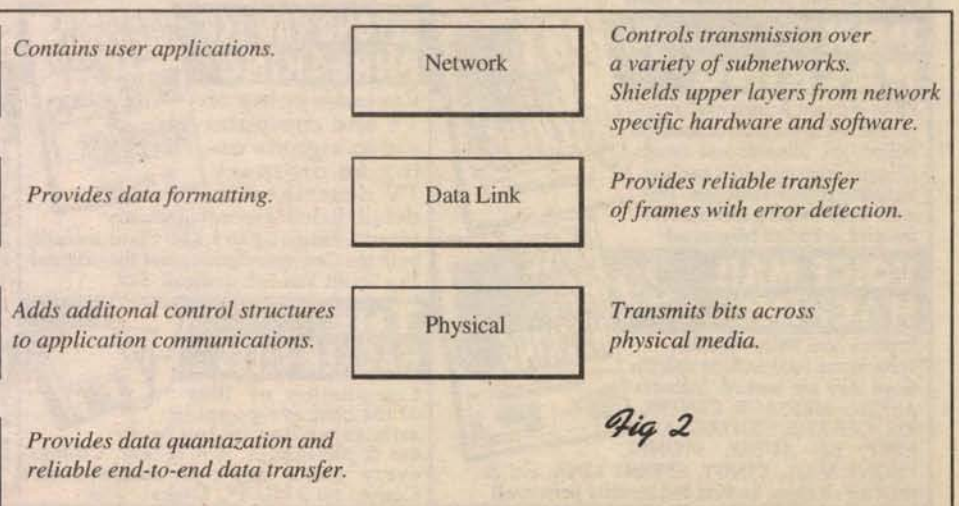 Contains user applications.
Provides data formatting.
Adds additonal control structures
to application communications.
Provides data quantazation and
reliable end-to-end data transfer.
Network
Controls transmission over
a variety of subnetworks.
Shields upper layers from network
specific hardware and software.
Data Link
Provides reliable transfer
of frames with error detection.
Physical
Transmits bits across
physical media.
Fig 2